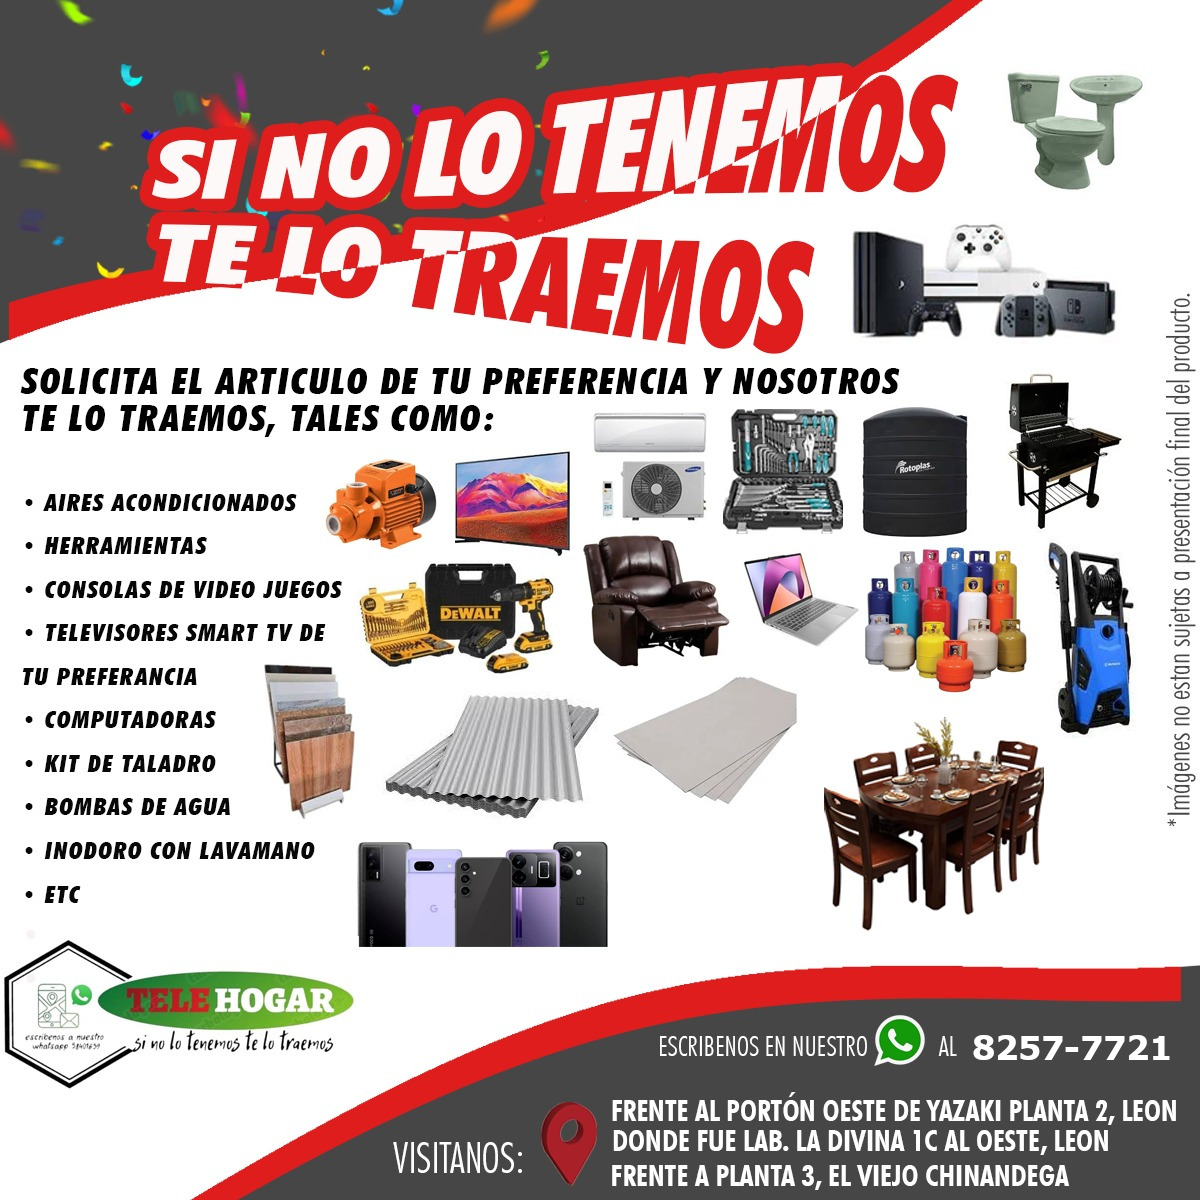 SI NO LO TENEMOS
TE LO TRAEMOS
SOLICITA EL ARTICULO DE TU PREFERENCIA Y NOSOTROS
TE LO TRAEMOS, TALES COMO:
• AIRES ACONDICIONADOS
• HERRAMIENTAS
• CONSOLAS DE VIDEO JUEGOS
• TELEVISORES SMART TV DE
TU PREFERANCIA
• COMPUTADORAS
• KIT DE TALADRO
• BOMBAS DE AGUA
• INODORO CON LAVAMANO
• ETC
Rotoplas
DEWALT
*Imágenes no estan sujetas a presentación final del producto.
TELE HOGAR
si no lo tenemos te lo traemos
escribenos a nuestro
whatsapp
ESCRIBENOS EN NUESTRO AL 8257-7721
VISITANOS:
FRENTE AL PORTÓN OESTE DE YAZAKI PLANTA 2, LEON
DONDE FUE LAB. LA DIVINA 1C AL OESTE, LEON
FRENTE A PLANTA 3, EL VIEJO CHINANDEGA